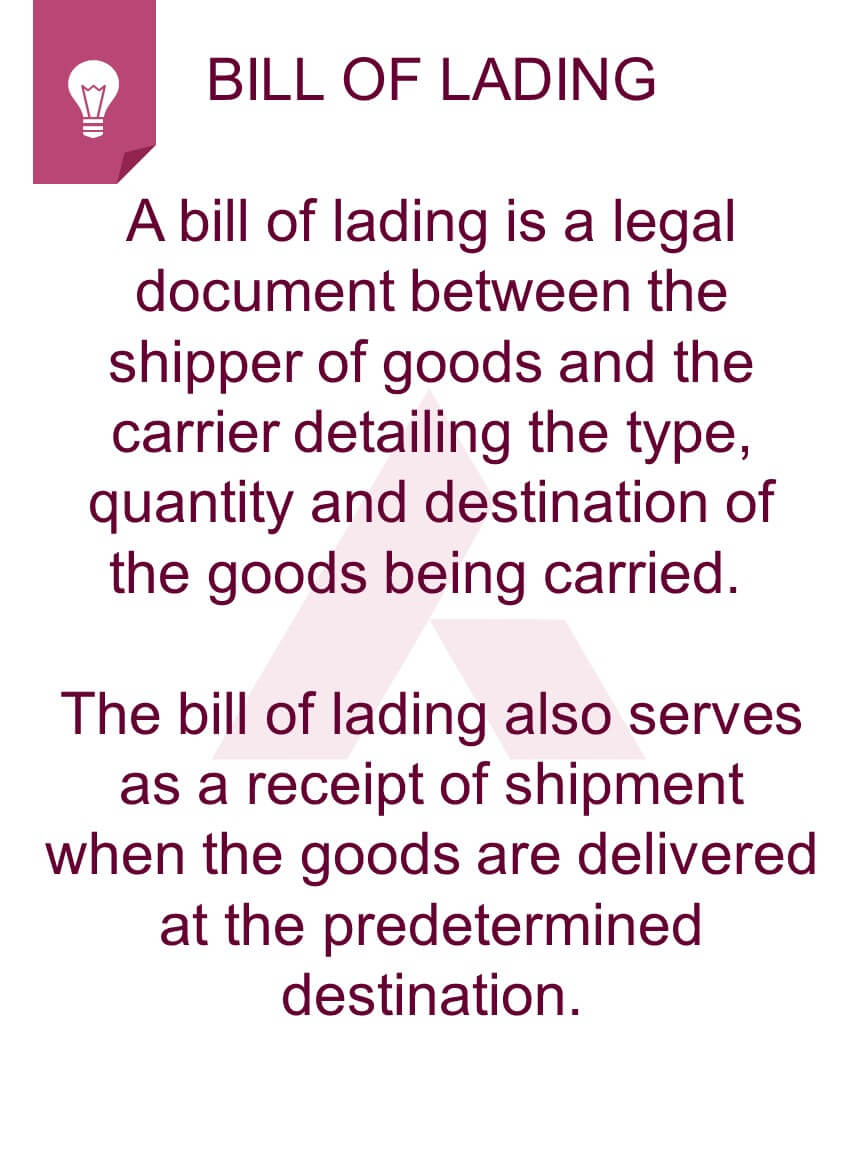 BILL OF LADING
A bill of lading is a legal
document between the
shipper of goods and the
carrier detailing the type,
quantity and destination of
the goods being carried.
The bill of lading also serves
as a receipt of shipment
when the goods are delivered
at the predetermined
destination.